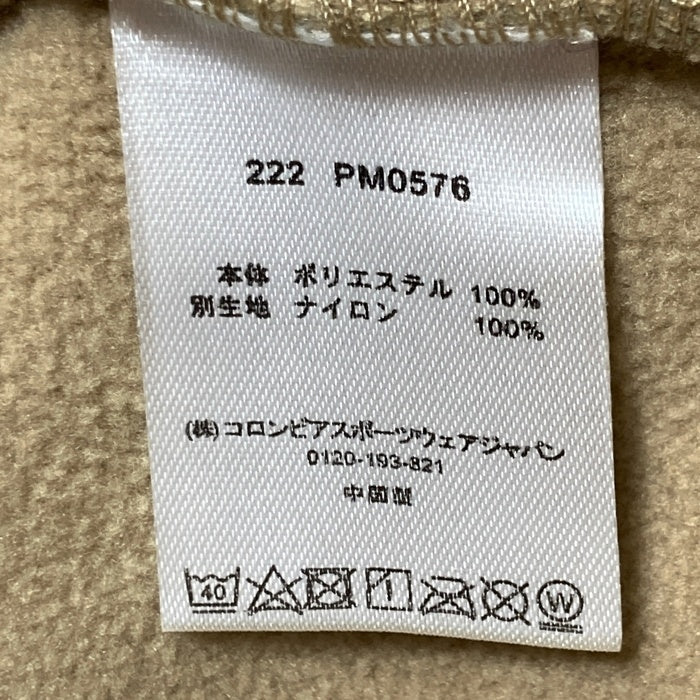 222 PM0576
本体 ポリエステル 100%
別生地 ナイロン 100%
(株)コロンビアスポーツウェアジャパン
0120-193-821
中国製
40 W